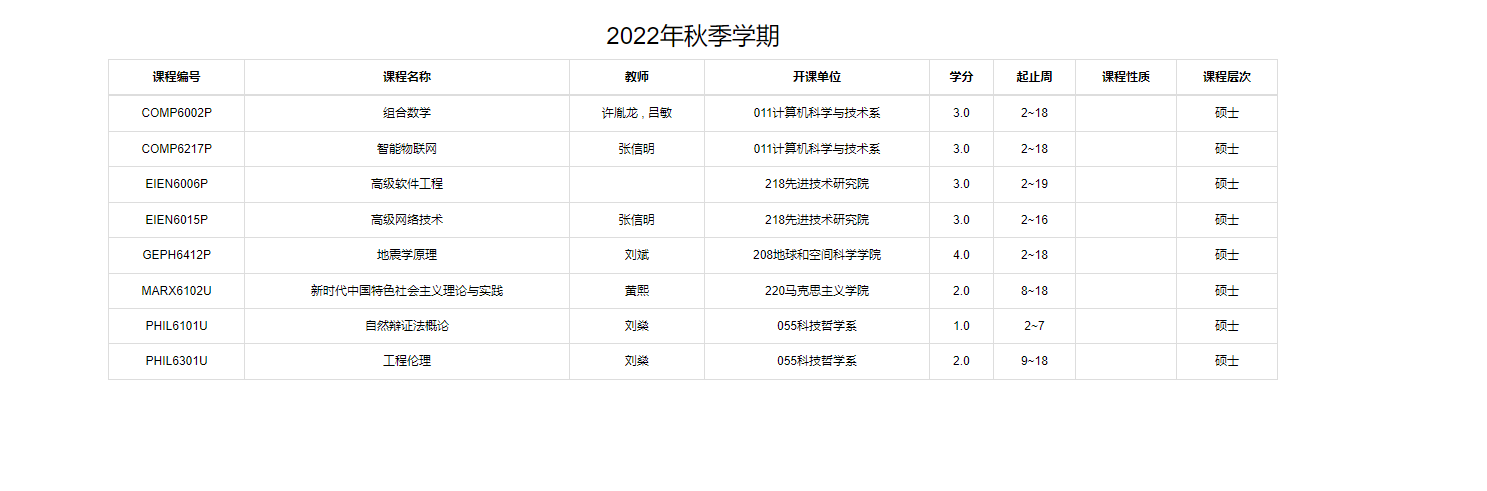 2022年秋季学期
课程编号 课程名称 教师 开课单位 学分 起止周 课程性质 课程层次
COMP6002P 组合数学 许胤龙 , 吕敏 011计算机科学与技术系 3.0 2~18 硕士
COMP6217P 智能物联网 张信明 011计算机科学与技术系 3.0 2~18 硕士
EIEN6006P 高级软件工程 218先进技术研究院 3.0 2~19 硕士
EIEN6015P 高级网络技术 张信明 218先进技术研究院 3.0 2~16 硕士
GEPH6412P 地震学原理 刘斌 208地球和空间科学学院 4.0 2~18 硕士
MARX6102U 新时代中国特色社会主义理论与实践 黄熙 220马克思主义学院 2.0 8~18 硕士
PHIL6101U 自然辩证法概论 刘燊 055科技哲学系 1.0 2~7 硕士
PHIL6301U 工程伦理 刘燊 055科技哲学系 2.0 9~18 硕士